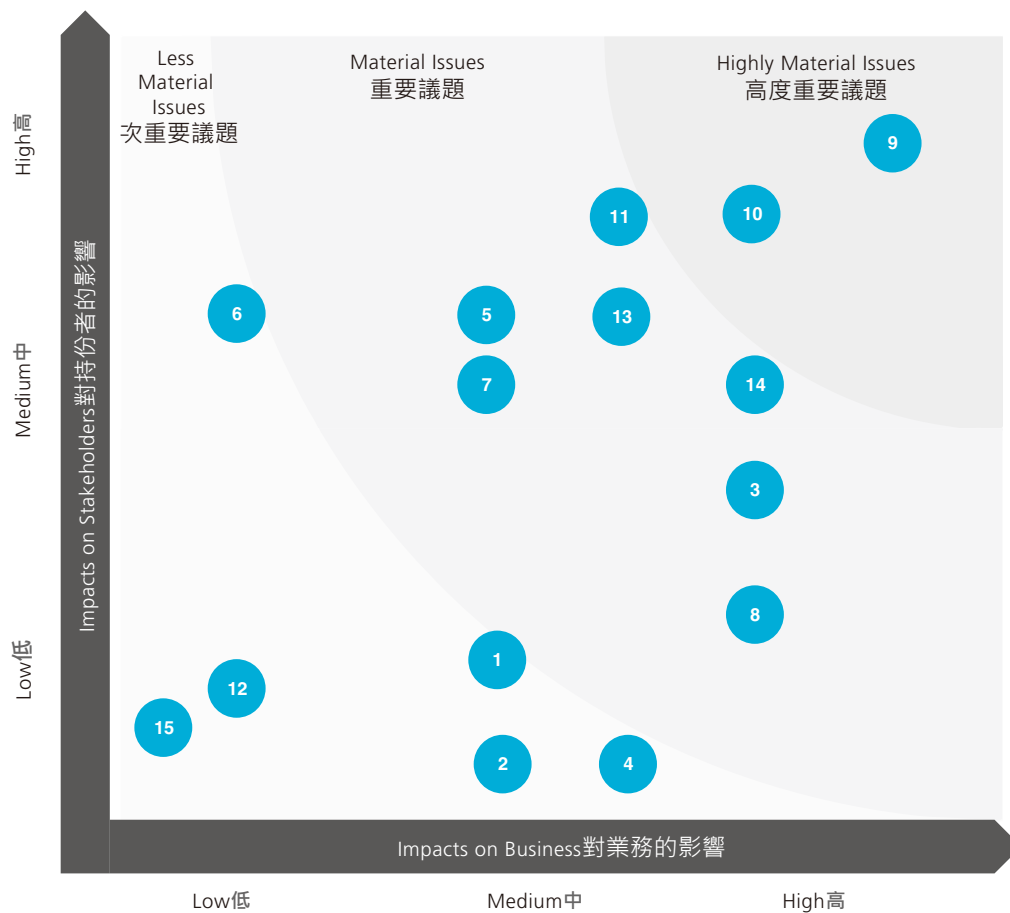 Less
Material
Issues
次重要議題
Material Issues
重要議題
Highly Material Issues
高度重要議題
High高
Medium中
Low低
Impacts on Stakeholders對持份者的影響
9
11
10
6
5
13
7
14
3
8
1
12
15
2
4
Impacts on Business對業務的影響
Low低
Medium中
High高